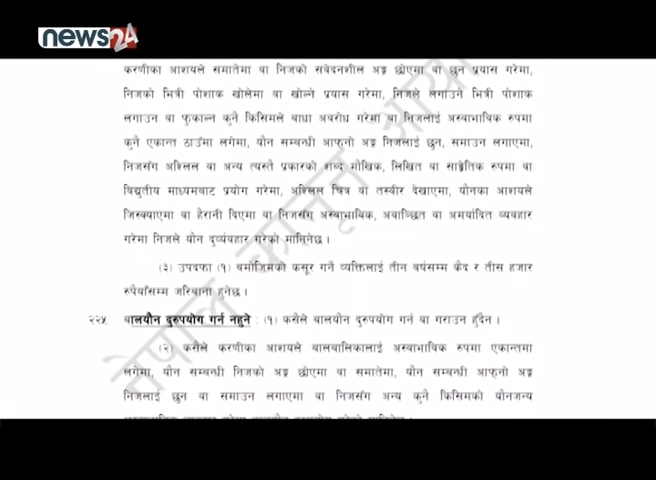 news24
करणीका आशयले समातेमा वा निजको संवेदनशील अङ्ग छोएमा वा छुन प्रयास गरेमा,
निजको भित्री पोशाक खोलेमा वा खोल्ने प्रयास गरेमा, निजले लगाउने भित्री पोशाक
लगाउन वा फुकाल्न कुनै किसिमले बाधा अवरोध गरेमा वा निजलाई अस्वाभाविक रुपमा
कुनै एकान्त ठाउँमा लगेमा, यौन सम्बन्धी आफ्नो अङ्ग निजलाई छुन, समाउन लगाएमा,
निजसँग अश्लिल वा अन्य त्यस्तै प्रकारको शब्द मौखिक, लिखित वा साङ्केतिक रुपमा वा
विद्युतीय माध्यमबाट प्रयोग गरेमा, अश्लिल चित्र वा तस्वीर देखाएमा, यौनका आशयले
जिस्क्याएमा वा हैरानी दिएमा वा निजसँग अस्वाभाविक, अवाञ्छित वा अमर्यादित व्यवहार
गरेमा निजले यौन दुर्व्यवहार गरेको मानिनेछ ।
(३) उपदफा (१) बमोजिमको कसूर गर्ने व्यक्तिलाई तीन वर्षसम्म कैद र तीस हजार
रुपैयाँसम्म जरिबाना हुनेछ ।
२२५ बालयौन दुरुपयोग गर्न नहुने : (१) कसैले बालयौन दुरुपयोग गर्न वा गराउन हुँदैन ।
(२) कसैले करणीका आशयले बालबालिकालाई अस्वाभाविक रुपमा एकान्तमा
लगेमा, यौन सम्बन्धी निजको अङ्ग छोएमा वा समातेमा, यौन सम्बन्धी आफ्नो अङ्ग
निजलाई छुन वा समाउन लगाएमा वा निजसँग अन्य कुनै किसिमको यौनजन्य
नेपाल कानून आयोग